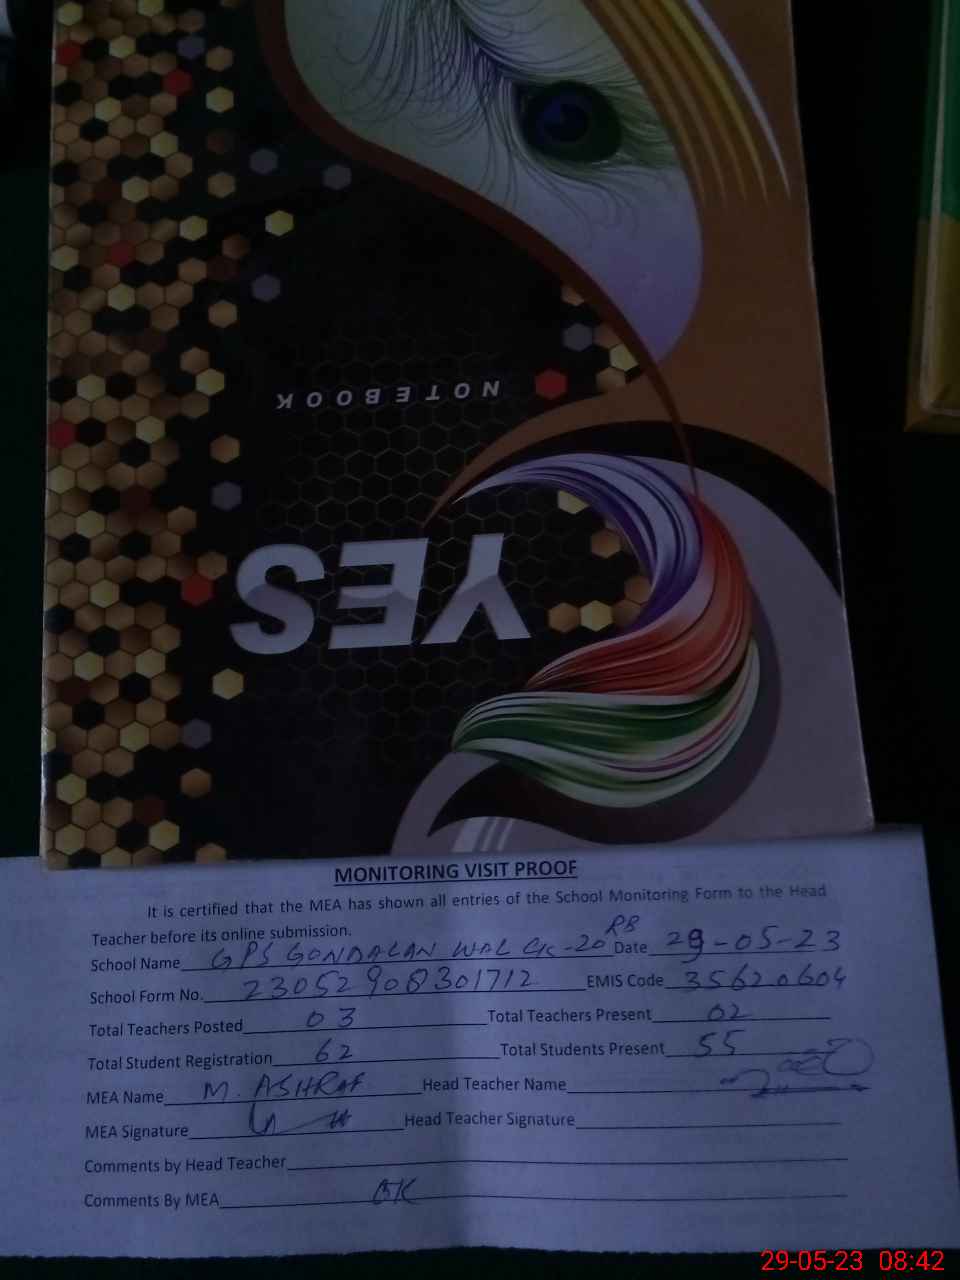 NOTEBOOK
YES
MONITORING VISIT PROOF
It is certified that the MEA has shown all entries of the School Monitoring Form to the Head
Teacher before its online submission.
School Name GPS GONDALAN WAL CK-20 RB Date 29-05-23
School Form No. 23052908301712 EMIS Code 35620604
Total Teachers Posted 03 Total Teachers Present 02
Total Student Registration 62 Total Students Present 55
MEA Name M. ASHRAF Head Teacher Name
MEA Signature Head Teacher Signature
Comments by Head Teacher
Comments By MEA OK
29-05-23 08:42